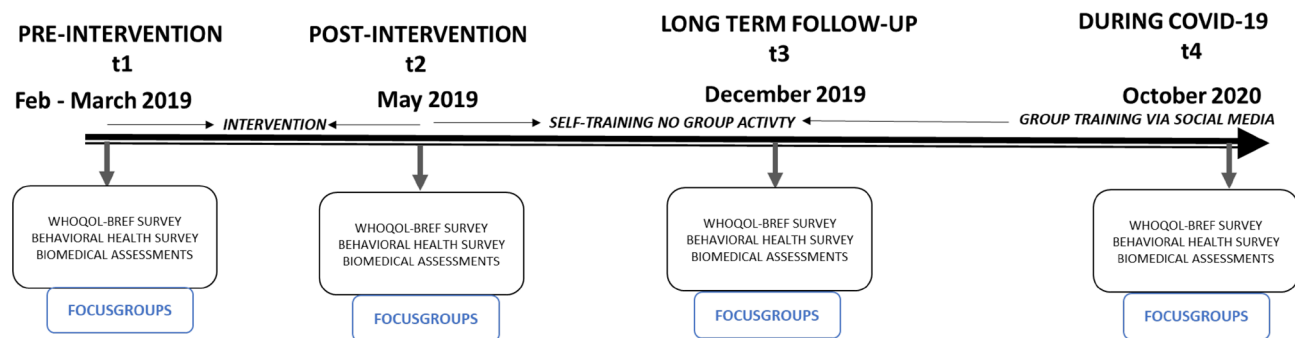 PRE-INTERVENTION
t1
Feb - March 2019
POST-INTERVENTION
t2
May 2019
LONG TERM FOLLOW-UP
t3
December 2019
DURING COVID-19
t4
October 2020
INTERVENTION
SELF-TRAINING NO GROUP ACTIVTY
GROUP TRAINING VIA SOCIAL MEDIA
WHOQOL-BREF SURVEY
BEHAVIORAL HEALTH SURVEY
BIOMEDICAL ASSESSMENTS
FOCUSGROUPS
WHOQOL-BREF SURVEY
BEHAVIORAL HEALTH SURVEY
BIOMEDICAL ASSESSMENTS
FOCUSGROUPS
WHOQOL-BREF SURVEY
BEHAVIORAL HEALTH SURVEY
BIOMEDICAL ASSESSMENTS
FOCUSGROUPS
WHOQOL-BREF SURVEY
BEHAVIORAL HEALTH SURVEY
BIOMEDICAL ASSESSMENTS
FOCUSGROUPS